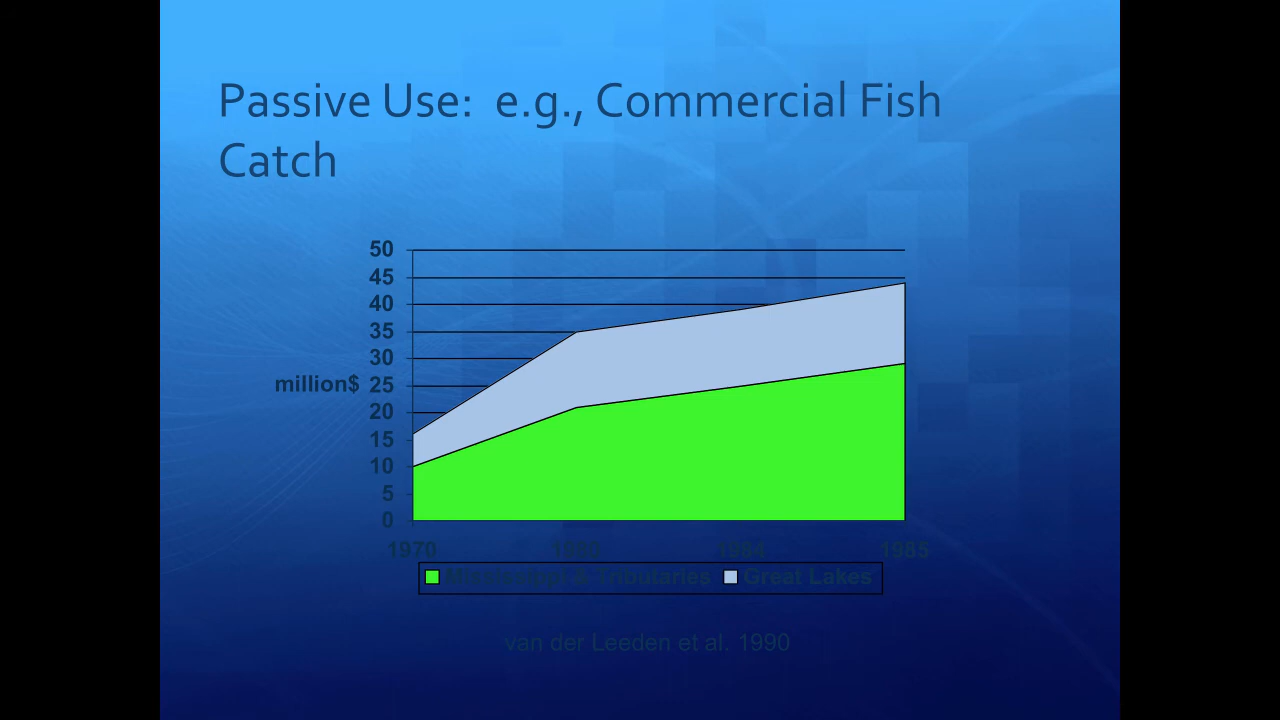 Passive Use:  e.g., Commercial Fish
Catch
50
45
40
35
30
million$ 25
20
15
10
5
0
1970 1980 1984 1985
Mississippi & Tributaries Great Lakes
van der Leeden et al. 1990